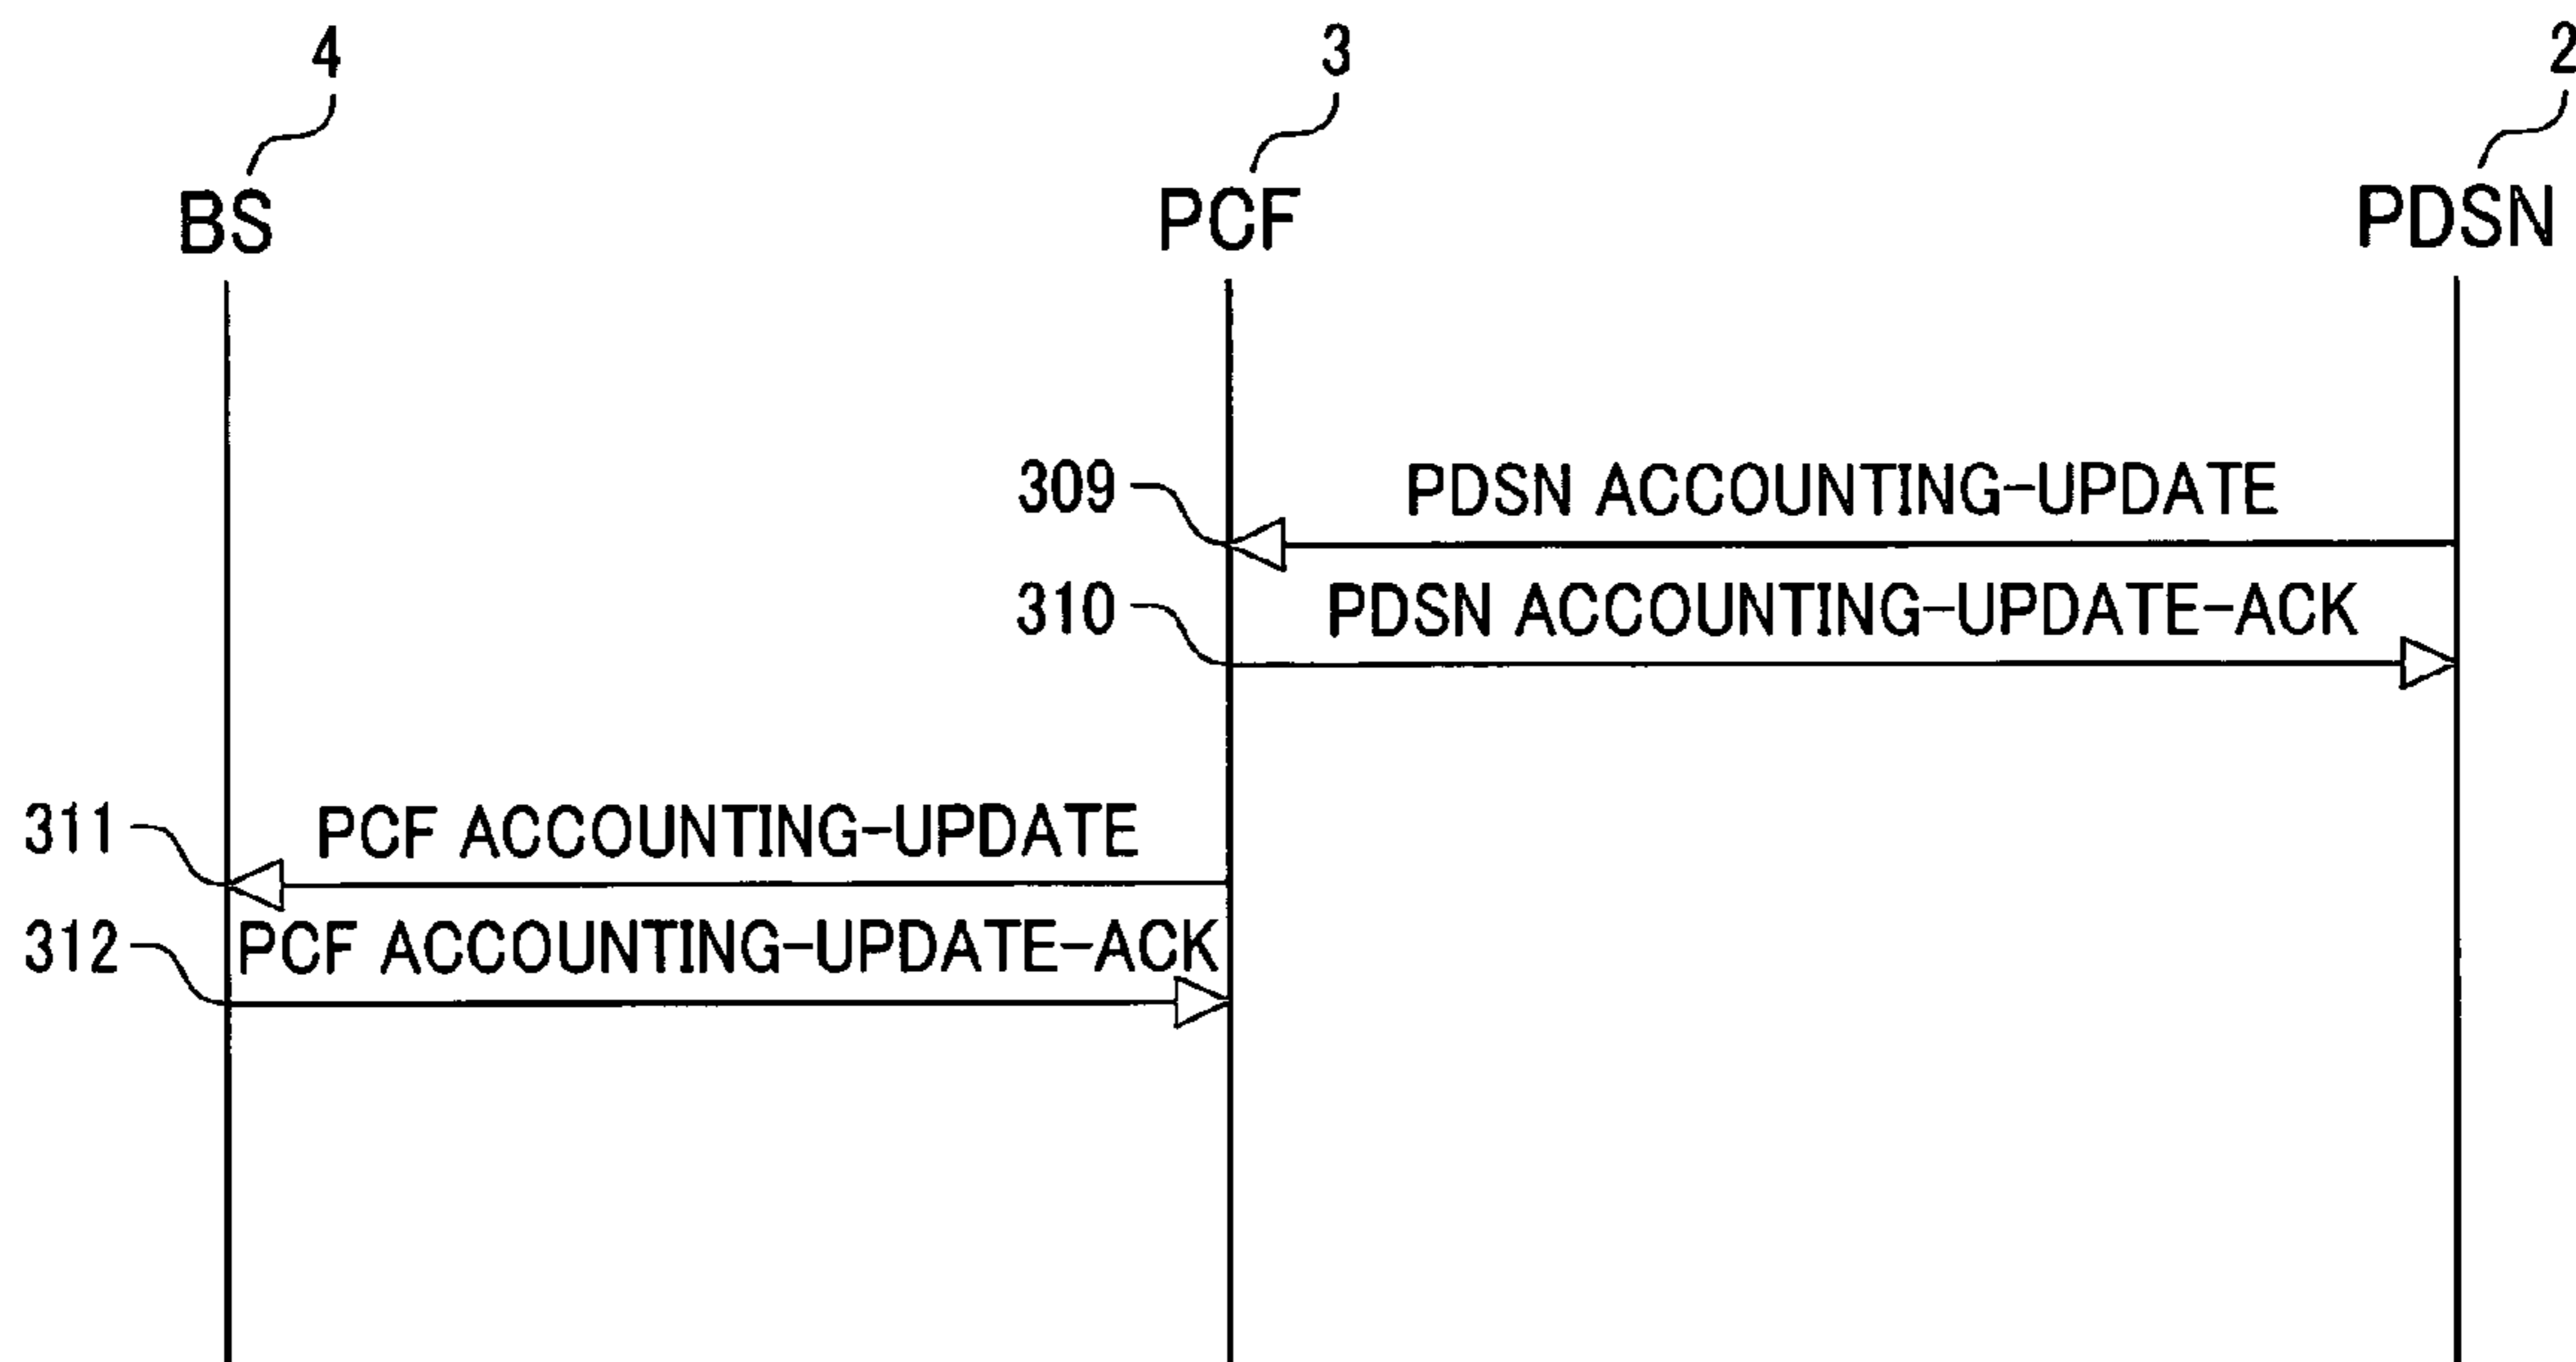 4 3 2
BS PCF PDSN
309 PDSN ACCOUNTING-UPDATE
310 PDSN ACCOUNTING-UPDATE-ACK
311 PCF ACCOUNTING-UPDATE
312 PCF ACCOUNTING-UPDATE-ACK